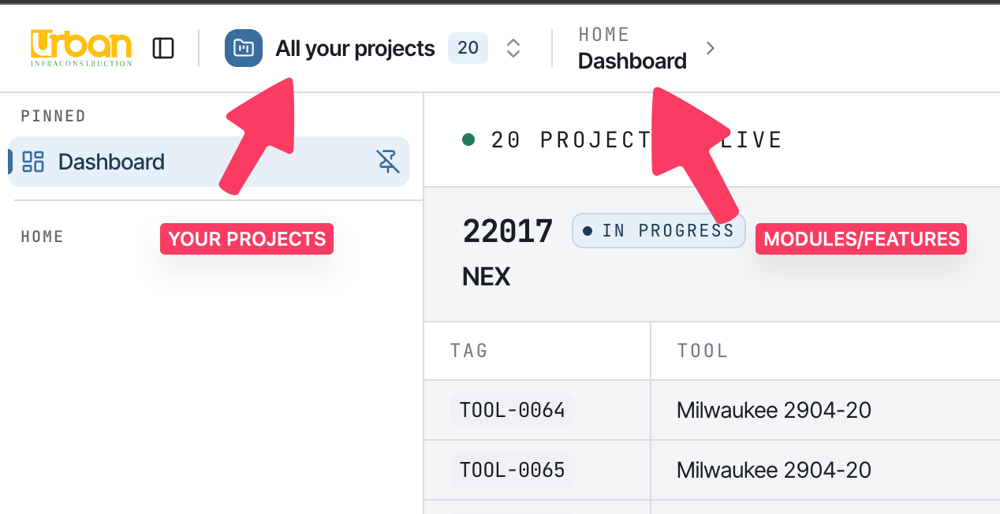 Urban
INFRACONSTRUCTION
All your projects 20
HOME
Dashboard
PINNED
Dashboard
HOME
YOUR PROJECTS
20 PROJECT LIVE
22017
IN PROGRESS
MODULES/FEATURES
NEX
TAG TOOL
TOOL-0064 Milwaukee 2904-20
TOOL-0065 Milwaukee 2904-20